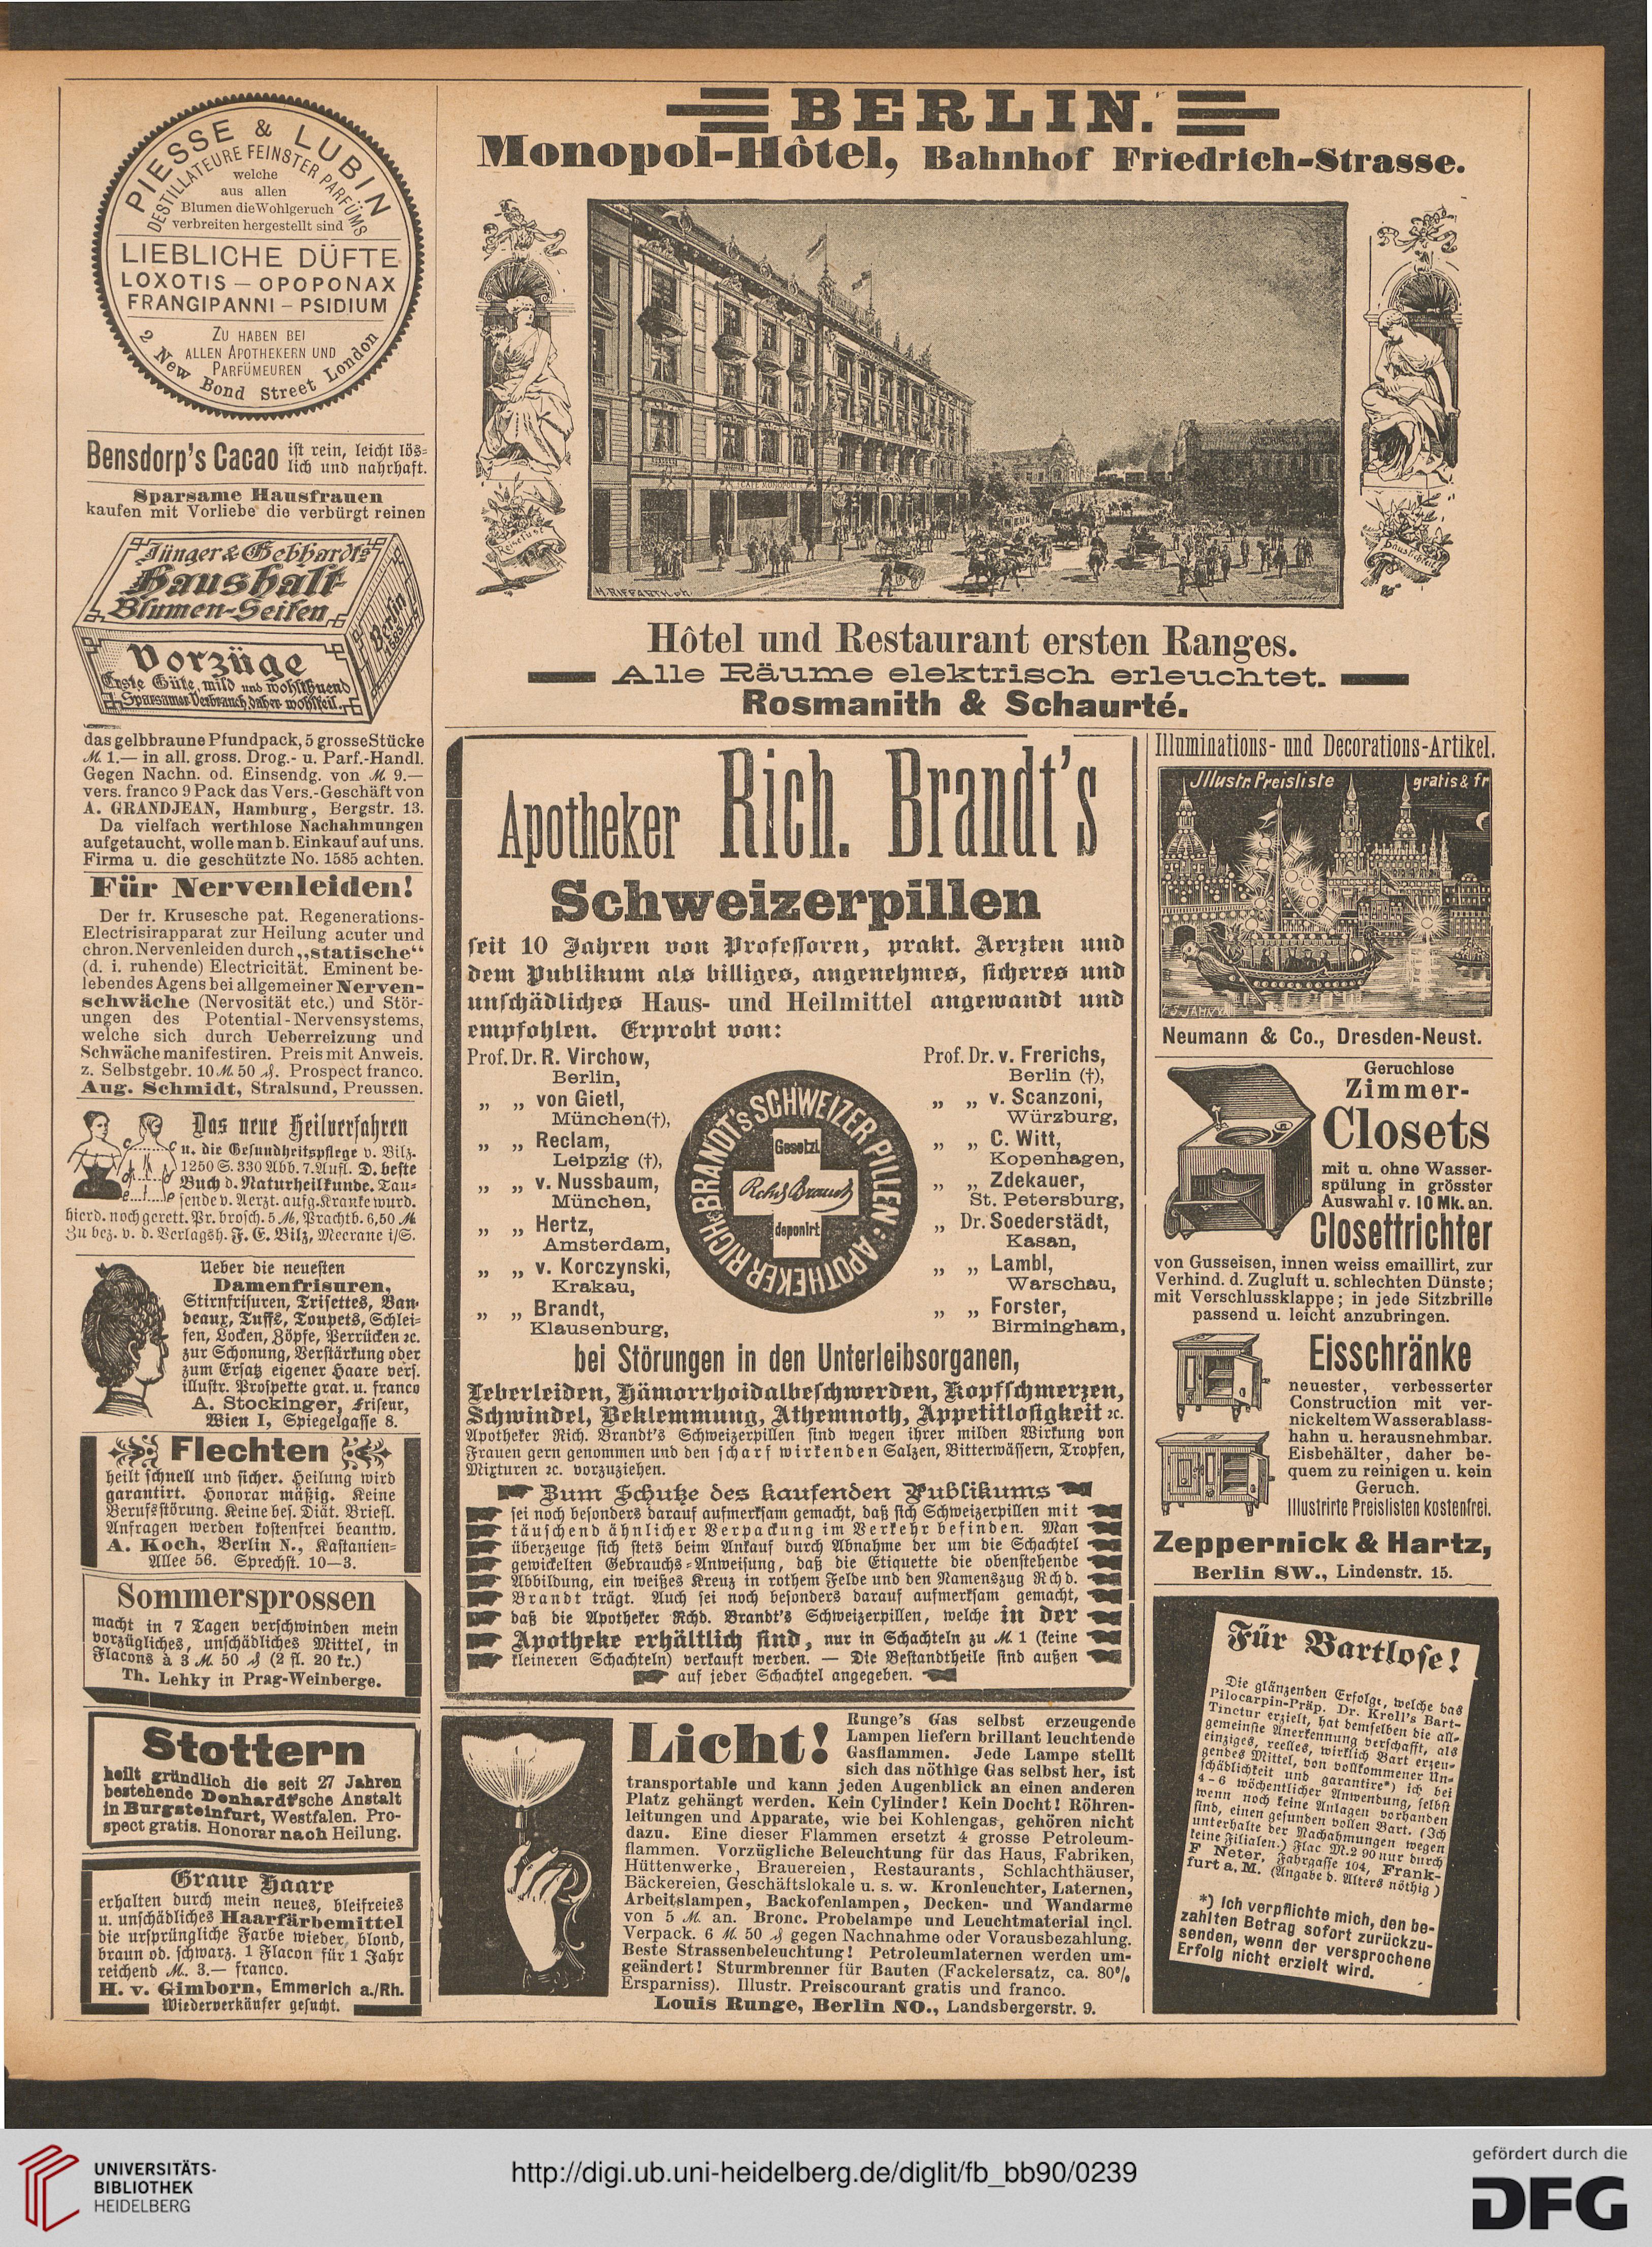 PIESSE & LUBIN
DESTILLATEURE FEINSTER PARFÜMS
welche
aus allen
Blumen die Wohlgeruch
verbreiten hergestellt sind
LIEBLICHE DÜFTE
LOXOTIS — OPOPONAX
FRANGIPANNI – PSIDIUM
ZU HABEN BEI
ALLEN APOTHEKERN UND
PARFÜMEUREN
2 New Bond Street London
Bensdorp's Cacao ist rein, leicht lös-
lich und nahrhaft.
Sparsame Hausfrauen
kaufen mit Vorliebe die verbürgt reinen
Jünger & Gebhardts
Haushalt
Blumen-Seifen
Berlin
Vorzüge
Erste Güte, mild und wohlthuend
Sparsamer Verbrauch, daher wohlfeil.
das gelbbraune Pfundpack, 5 grosse Stücke
M. 1.— in all. gross. Drog.- u. Parf.-Handl.
Gegen Nachn. od. Einsendg. von M. 9.—
vers. franco 9 Pack das Vers.-Geschäft von
A. GRANDJEAN, Hamburg, Bergstr. 13.
Da vielfach werthlose Nachahmungen
aufgetaucht, wolle man b. Einkauf auf uns.
Firma u. die geschützte No. 1585 achten.
Für Nervenleiden!
Der fr. Krusesche pat. Regenerations-
Electrisirapparat zur Heilung acuter und
chron. Nervenleiden durch „statische“
(d. i. ruhende) Electricität. Eminent be-
lebendes Agens bei allgemeiner Nerven-
schwäche (Nervosität etc.) und Stör-
ungen des Potential-Nervensystems,
welche sich durch Ueberreizung und
Schwäche manifestiren. Preis mit Anweis.
z. Selbstgebr. 10 M. 50 ₰. Prospect franco.
Aug. Schmidt, Stralsund, Preussen.
Das neue Heilverfahren
u. die Gesundheitspflege v. Bilz.
1250 S. 330 Abb. 7. Aufl. D. beste
Buch d. Naturheilkunde. Tau-
sende v. Aerzt. aufg. Kranke wurd.
hierd. noch gerett. Pr. brosch. 5 M, Prachtb. 6,50 M
Zu bez. v. d. Verlagsh. F. E. Bilz, Meerane i/S.
Ueber die neuesten
Damenfrisuren,
Stirnfrisuren, Frisettes, Ban-
deaux, Tuffs, Toupets, Schlei-
fen, Locken, Zöpfe, Perrücken ꝛc.
zur Schonung, Verstärkung oder
zum Ersatz eigener Haare vers.
illustr. Prospekte grat. u. franco
A. Stockinger, Friseur,
Wien I, Spiegelgasse 8.
Flechten
heilt schnell und sicher. Heilung wird
garantirt. Honorar mäßig. Keine
Berufsstörung. Keine bes. Diät. Briefl.
Anfragen werden kostenfrei beantw.
A. Koch, Berlin N., Kastanien-
Allee 56. Sprechst. 10—3.
Sommersprossen
macht in 7 Tagen verschwinden mein
vorzügliches, unschädliches Mittel, in
Flacons à 3 M. 50 ₰ (2 fl. 20 kr.)
Th. Lehky in Prag-Weinberge.
Stottern
heilt gründlich die seit 27 Jahren
bestehende Denhardt'sche Anstalt
in Burgsteinfurt, Westfalen. Pro-
spect gratis. Honorar nach Heilung.
Graue Haare
erhalten durch mein neues, bleifreies
u. unschädliches Haarfärbemittel
die ursprüngliche Farbe wieder, blond,
braun od. schwarz. 1 Flacon für 1 Jahr
reichend M. 3.— franco.
H. v. Gimborn, Emmerich a./Rh.
Wiederverkäufer gesucht.
BERLIN.
Monopol-Hôtel, Bahnhof Friedrich-Strasse.
Reiselust
CAFÉ MONOPOL
H. RIFFARTH ph.
Hôtel und Restaurant ersten Ranges.
Alle Räume elektrisch erleuchtet.
Rosmanith & Schaurté.
Apotheker Rich. Brandt's
Schweizerpillen
seit 10 Jahren von Professoren, prakt. Aerzten und
dem Publikum als billiges, angenehmes, sicheres und
unschädliches Haus- und Heilmittel angewandt und
empfohlen. Erprobt von:
Prof. Dr. R. Virchow,
Berlin,
„ „ von Gietl,
München (†),
„ „ Reclam,
Leipzig (†),
„ „ v. Nussbaum,
München,
„ „ Hertz,
Amsterdam,
„ „ v. Korczynski,
Krakau,
„ „ Brandt,
Klausenburg,
APOTHEKER RICH. BRANDT'S SCHWEIZER PILLEN
Gesetzl.
Rchd Brandt
deponirt
Prof. Dr. v. Frerichs,
Berlin (†),
„ „ v. Scanzoni,
Würzburg,
„ „ C. Witt,
Kopenhagen,
„ „ Zdekauer,
St. Petersburg,
„ Dr. Soederstädt,
Kasan,
„ „ Lambl,
Warschau,
„ „ Forster,
Birmingham,
bei Störungen in den Unterleibsorganen,
Leberleiden, Hämorrhoidalbeschwerden, Kopfschmerzen,
Schwindel, Beklemmung, Athemnoth, Appetitlosigkeit ꝛc.
Apotheker Rich. Brandt's Schweizerpillen sind wegen ihrer milden Wirkung von
Frauen gern genommen und den scharf wirkenden Salzen, Bitterwässern, Tropfen,
Mixturen ꝛc. vorzuziehen.
Zum Schutze des kaufenden Publikums
sei noch besonders darauf aufmerksam gemacht, daß sich Schweizerpillen mit
täuschend ähnlicher Verpackung im Verkehr befinden. Man
überzeuge sich stets beim Ankauf durch Abnahme der um die Schachtel
gewickelten Gebrauchs-Anweisung, daß die Etiquette die obenstehende
Abbildung, ein weißes Kreuz in rothem Felde und den Namenszug Rchd.
Brandt trägt. Auch sei noch besonders darauf aufmerksam gemacht,
daß die Apotheker Rchd. Brandt's Schweizerpillen, welche in der
Apotheke erhältlich sind, nur in Schachteln zu M. 1 (keine
kleineren Schachteln) verkauft werden. — Die Bestandtheile sind außen
auf jeder Schachtel angegeben.
Licht!
Runge's Gas selbst erzeugende
Lampen liefern brillant leuchtende
Gasflammen. Jede Lampe stellt
sich das nöthige Gas selbst her, ist
transportable und kann jeden Augenblick an einen anderen
Platz gehängt werden. Kein Cylinder! Kein Docht! Röhren-
leitungen und Apparate, wie bei Kohlengas, gehören nicht
dazu. Eine dieser Flammen ersetzt 4 grosse Petroleum-
flammen. Vorzügliche Beleuchtung für das Haus, Fabriken,
Hüttenwerke, Brauereien, Restaurants, Schlachthäuser,
Bäckereien, Geschäftslokale u. s. w. Kronleuchter, Laternen,
Arbeitslampen, Backofenlampen, Decken- und Wandarme
von 5 M. an. Bronc. Probelampe und Leuchtmaterial incl.
Verpack. 6 M. 50 ₰ gegen Nachnahme oder Vorausbezahlung.
Beste Strassenbeleuchtung! Petroleumlaternen werden um-
geändert! Sturmbrenner für Bauten (Fackelersatz, ca. 80%
Ersparniss). Illustr. Preiscourant gratis und franco.
Louis Runge, Berlin NO., Landsbergerstr. 9.
Illuminations- und Decorations-Artikel.
Jllustr. Preisliste gratis & fr
Neumann & Co., Dresden-Neust.
Geruchlose
Zimmer-
Closets
mit u. ohne Wasser-
spülung in grösster
Auswahl v. 10 Mk. an.
Closettrichter
von Gusseisen, innen weiss emaillirt, zur
Verhind. d. Zugluft u. schlechten Dünste;
mit Verschlussklappe; in jede Sitzbrille
passend u. leicht anzubringen.
Eisschränke
neuester, verbesserter
Construction mit ver-
nickeltem Wasserablass-
hahn u. herausnehmbar.
Eisbehälter, daher be-
quem zu reinigen u. kein
Geruch.
Illustrirte Preislisten kostenfrei.
Zeppernick & Hartz,
Berlin SW., Lindenstr. 15.
Für Bartlose!
Die glänzenden Erfolge, welche das
Pilocarpin-Präp. Dr. Kroll's Bart-
Tinctur erzielt, hat demselben die all-
gemeinste Anerkennung verschafft, als
einziges, reelles, wirklich Bart erzeu-
gendes Mittel, von vollkommener Un-
schädlichkeit und garantire*) ich, bei
4–6 wöchentlicher Anwendung, selbst
wenn noch keine Anlagen vorhanden
sind, einen gesunden vollen Bart. (Ich
unterhalte der Nachahmungen wegen
keine Filialen.) Flac M. 2 90 nur durch
F Neter, Fahrgasse 104, Frank-
furt a, M. (Angabe d. Alters nöthig )
*) Ich verpflichte mich, den be-
zahlten Betrag sofort zurückzu-
senden, wenn der versprochene
Erfolg nicht erzielt wird.
UNIVERSITÄTS-
BIBLIOTHEK
HEIDELBERG
http://digi.ub.uni-heidelberg.de/diglit/fb_bb90/0239
gefördert durch die
DFG